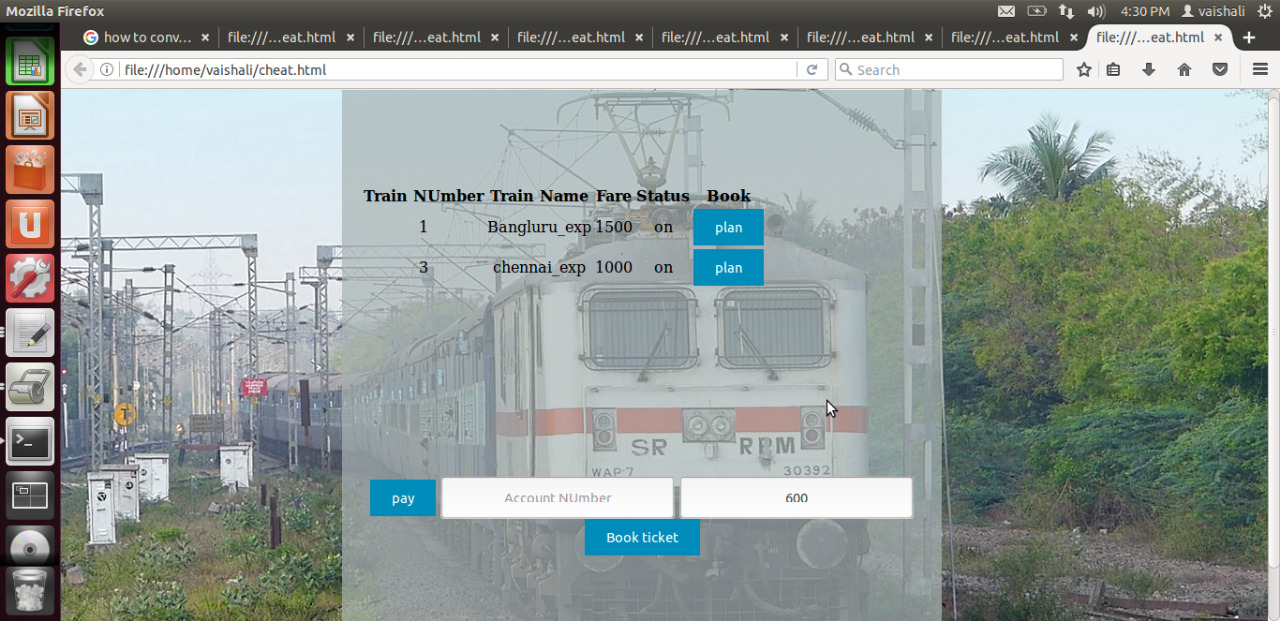 Mozilla Firefox 4:30 PM vaishali
how to conv... file:///...eat.html file:///...eat.html file:///...eat.html file:///...eat.html file:///...eat.html file:///...eat.html file:///...eat.html
file:///home/vaishali/cheat.html Search
Train NUmber Train Name Fare Status Book
1 Bangluru_exp 1500 on plan
3 chennai_exp 1000 on plan
SR RPM
WAP-7 30392
pay Account NUmber 600
Book ticket